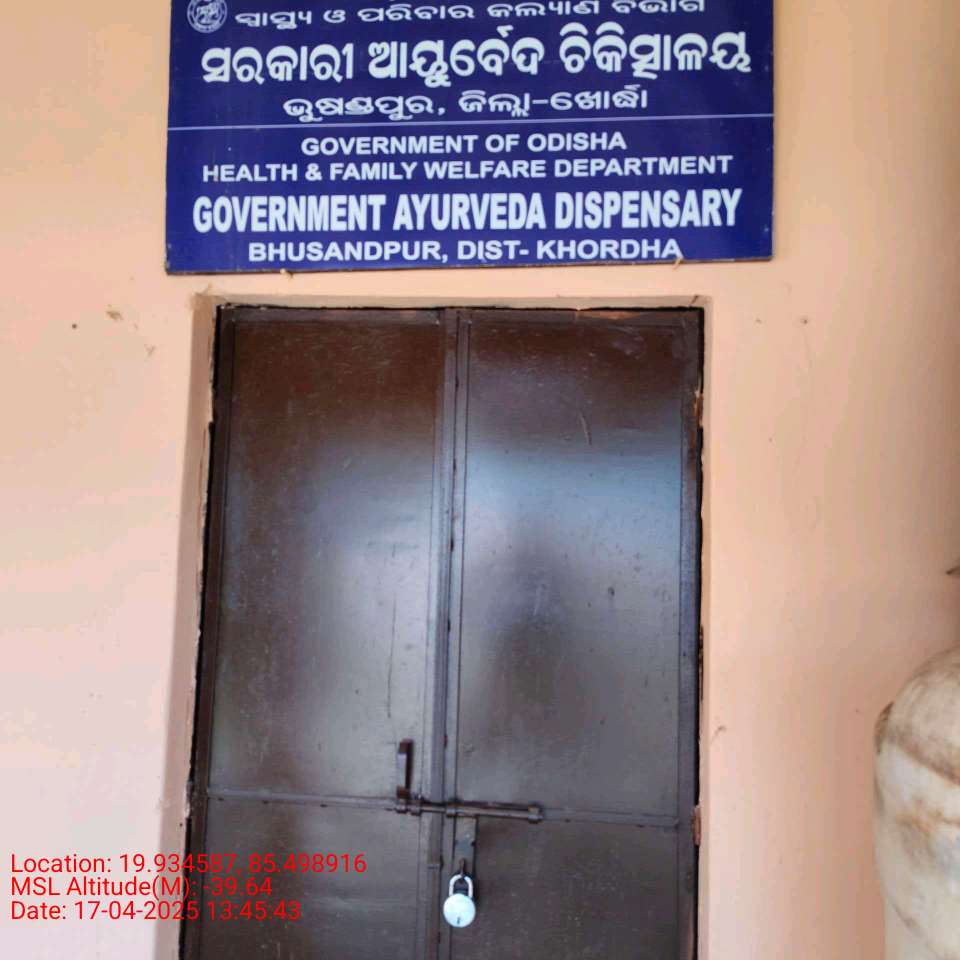 ସ୍ୱାସ୍ଥ୍ୟ ଓ ପରିବାର କଲ୍ୟାଣ ବିଭାଗ
ସରକାରୀ ଆୟୁର୍ବେଦ ଚିକିତ୍ସାଳୟ
ଭୁଷଣ୍ଡପୁର, ଜିଲ୍ଲା-ଖୋର୍ଦ୍ଧା
GOVERNMENT OF ODISHA
HEALTH & FAMILY WELFARE DEPARTMENT
GOVERNMENT AYURVEDA DISPENSARY
BHUSANDPUR, DIST- KHORDHA
Location: 19.934587, 85.498916
MSL Altitude(M): -39.64
Date: 17-04-2025 13:45:43